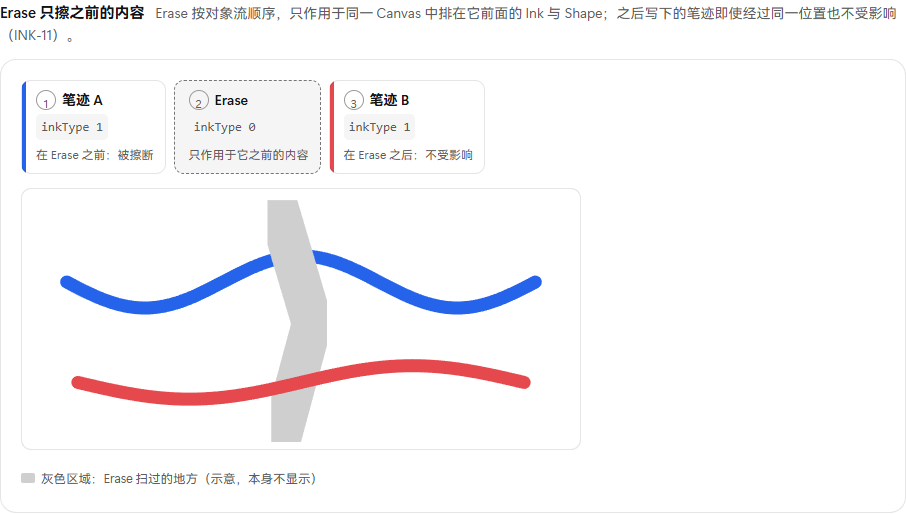 Erase 只擦之前的内容 Erase 按对象流顺序，只作用于同一 Canvas 中排在它前面的 Ink 与 Shape；之后写下的笔迹即使经过同一位置也不受影响
（INK-11）。
1 笔迹 A
inkType 1
在 Erase 之前：被擦断
2 Erase
inkType 0
只作用于它之前的内容
3 笔迹 B
inkType 1
在 Erase 之后：不受影响
灰色区域：Erase 扫过的地方（示意，本身不显示）